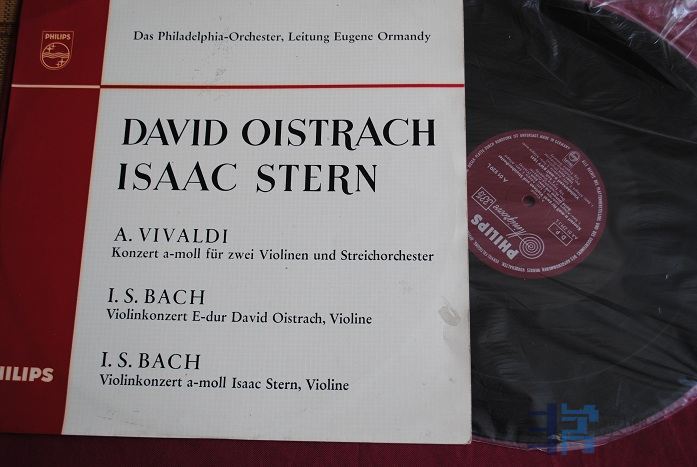 PHILIPS
Das Philadelphia-Orchester, Leitung Eugene Ormandy
DAVID OISTRACH
ISAAC STERN
A. VIVALDI
Konzert a-moll für zwei Violinen und Streichorchester
I. S. BACH
Violinkonzert E-dur David Oistrach, Violine
I. S. BACH
Violinkonzert a-moll Isaac Stern, Violine
HILIPS
PHILIPS
Minigroove